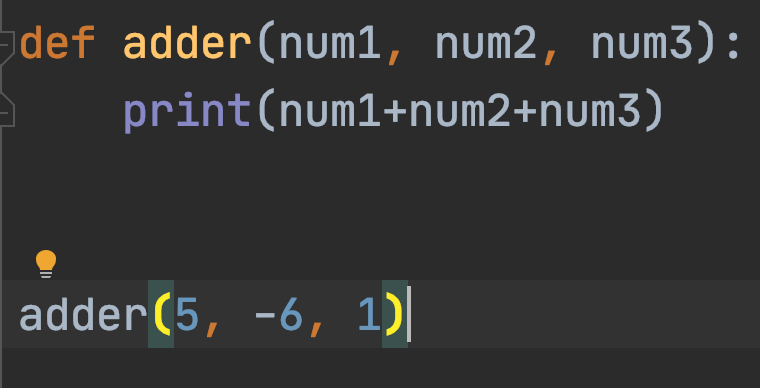 def adder(num1, num2, num3):
    print(num1+num2+num3)
adder(5, -6, 1)